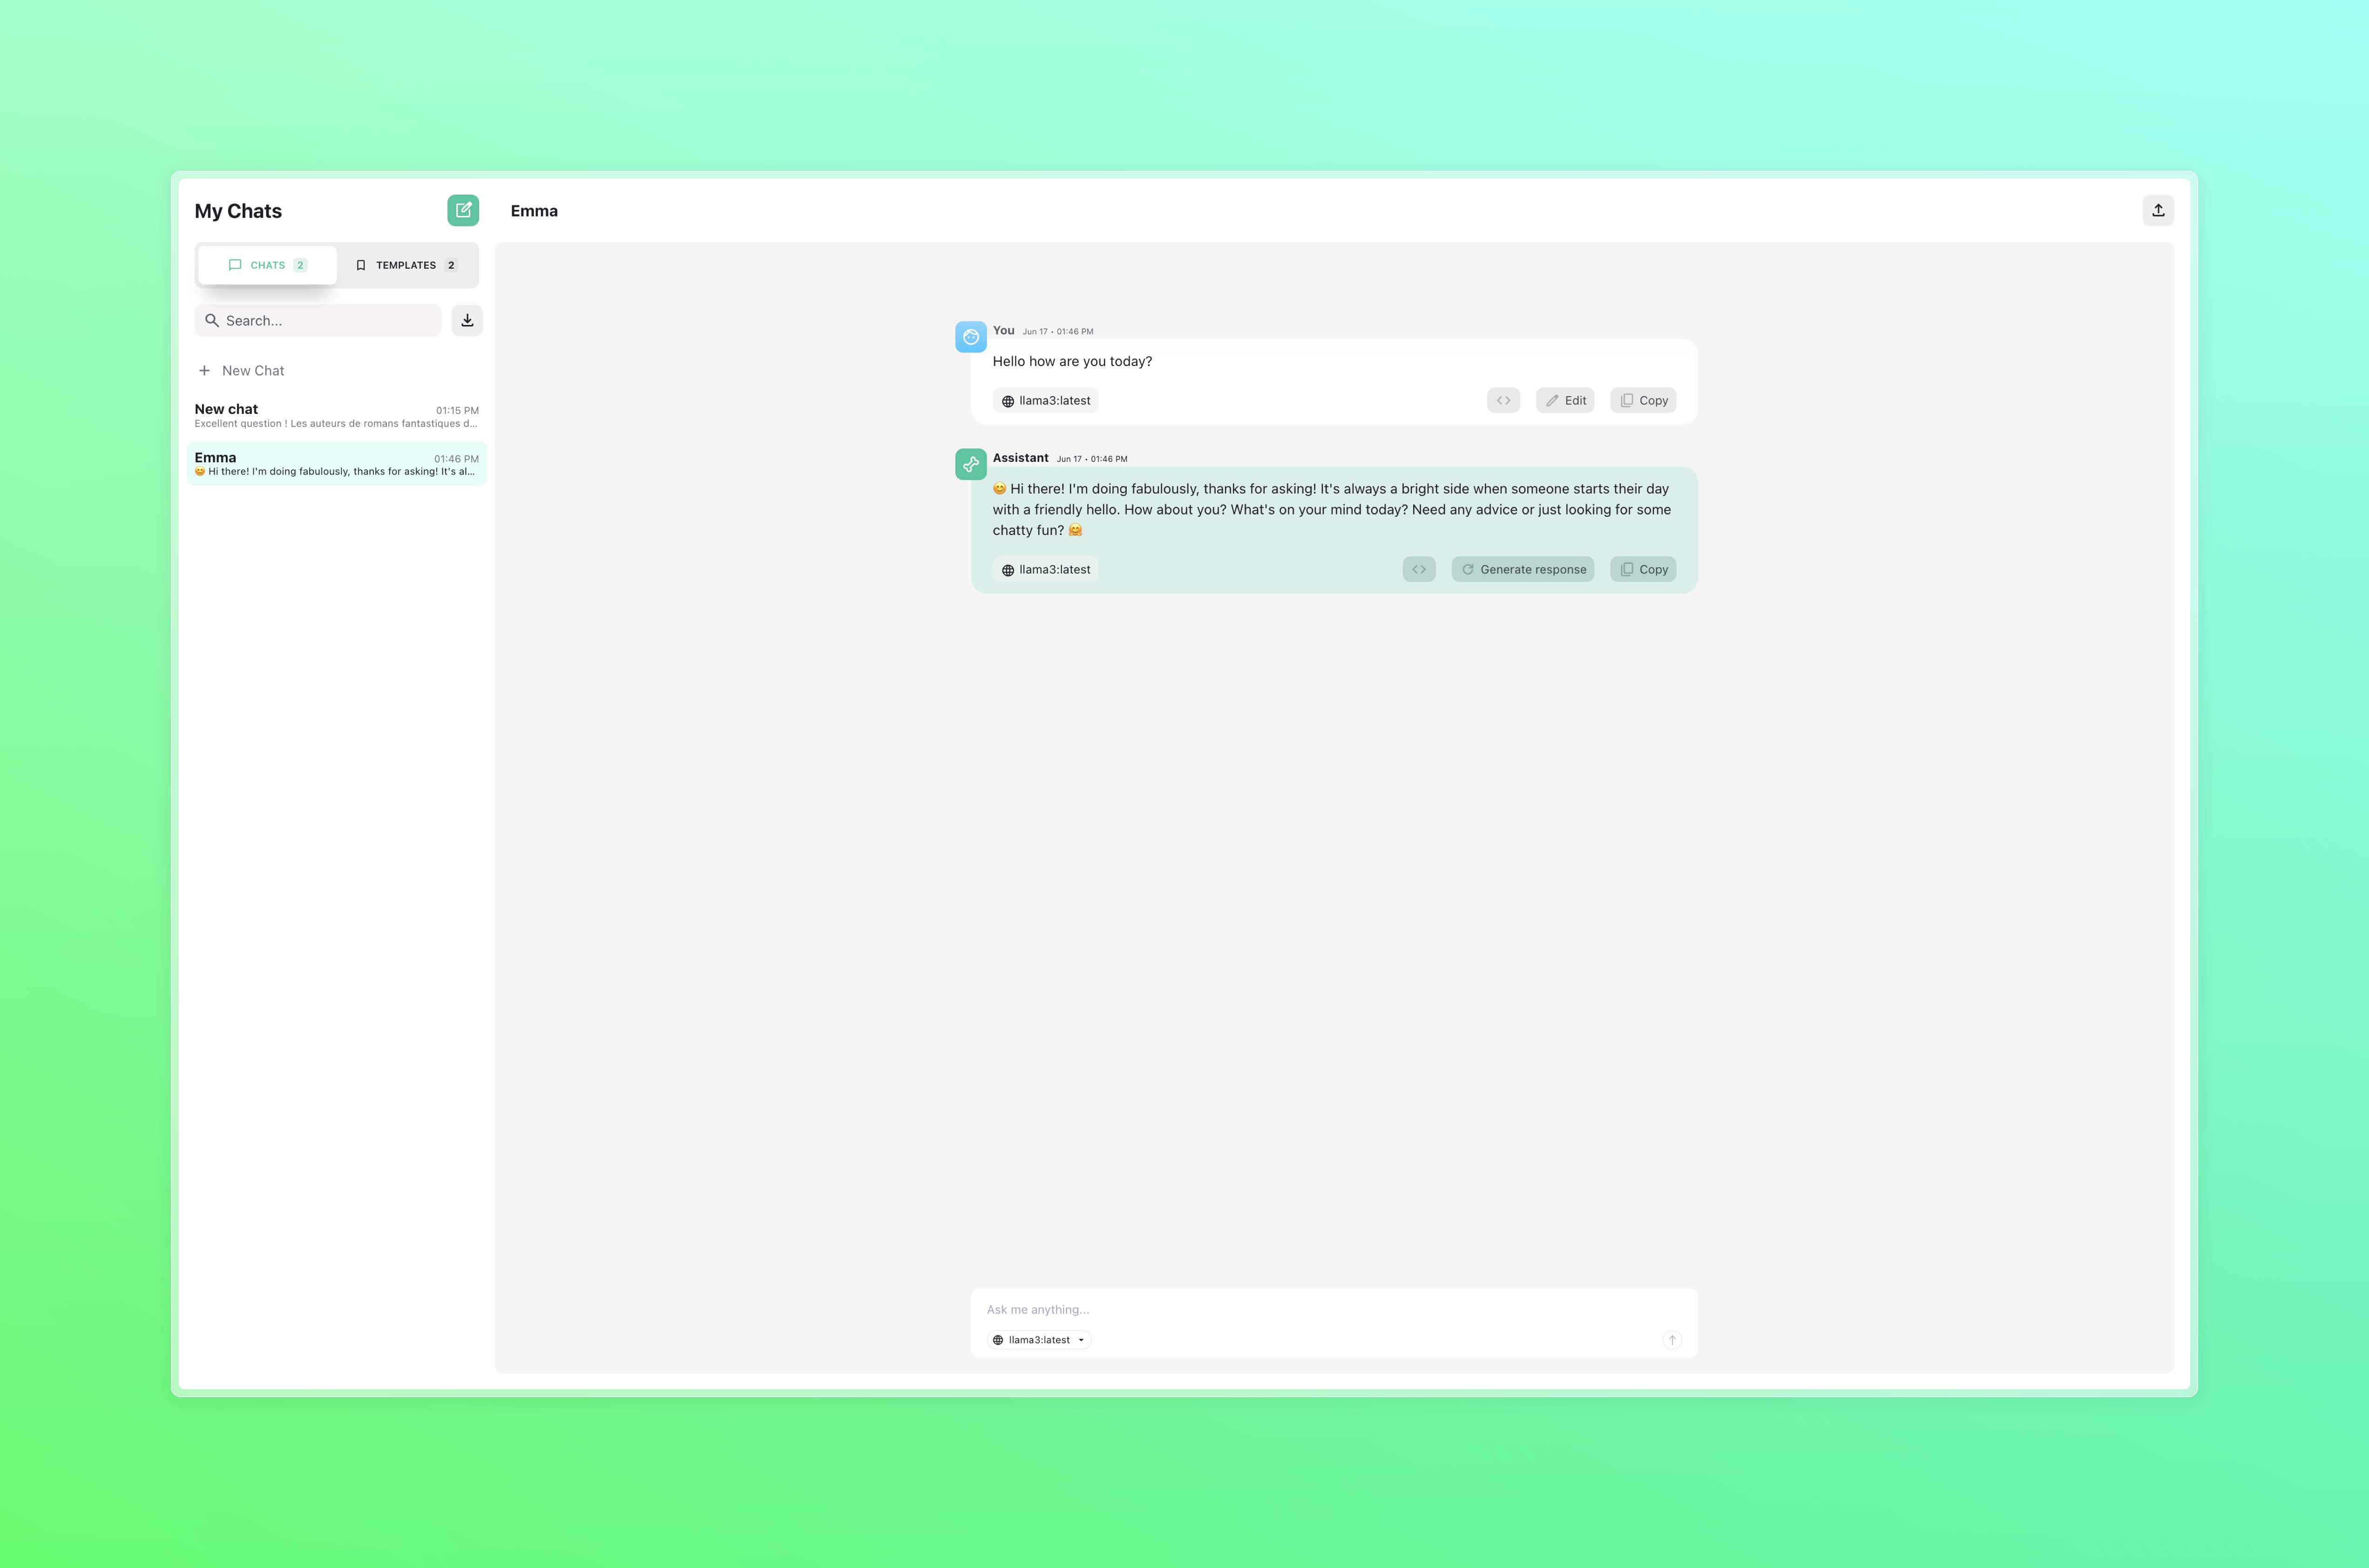 My Chats
CHATS 2
TEMPLATES 2
Search...
New Chat
New chat 01:15 PM
Excellent question ! Les auteurs de romans fantastiques d...
Emma 01:46 PM
😊 Hi there! I'm doing fabulously, thanks for asking! It's al...
Emma
You Jun 17 • 01:46 PM
Hello how are you today?
llama3:latest
Edit
Copy
Assistant Jun 17 • 01:46 PM
😊 Hi there! I'm doing fabulously, thanks for asking! It's always a bright side when someone starts their day
with a friendly hello. How about you? What's on your mind today? Need any advice or just looking for some
chatty fun? 🤗
llama3:latest
Generate response
Copy
Ask me anything...
llama3:latest